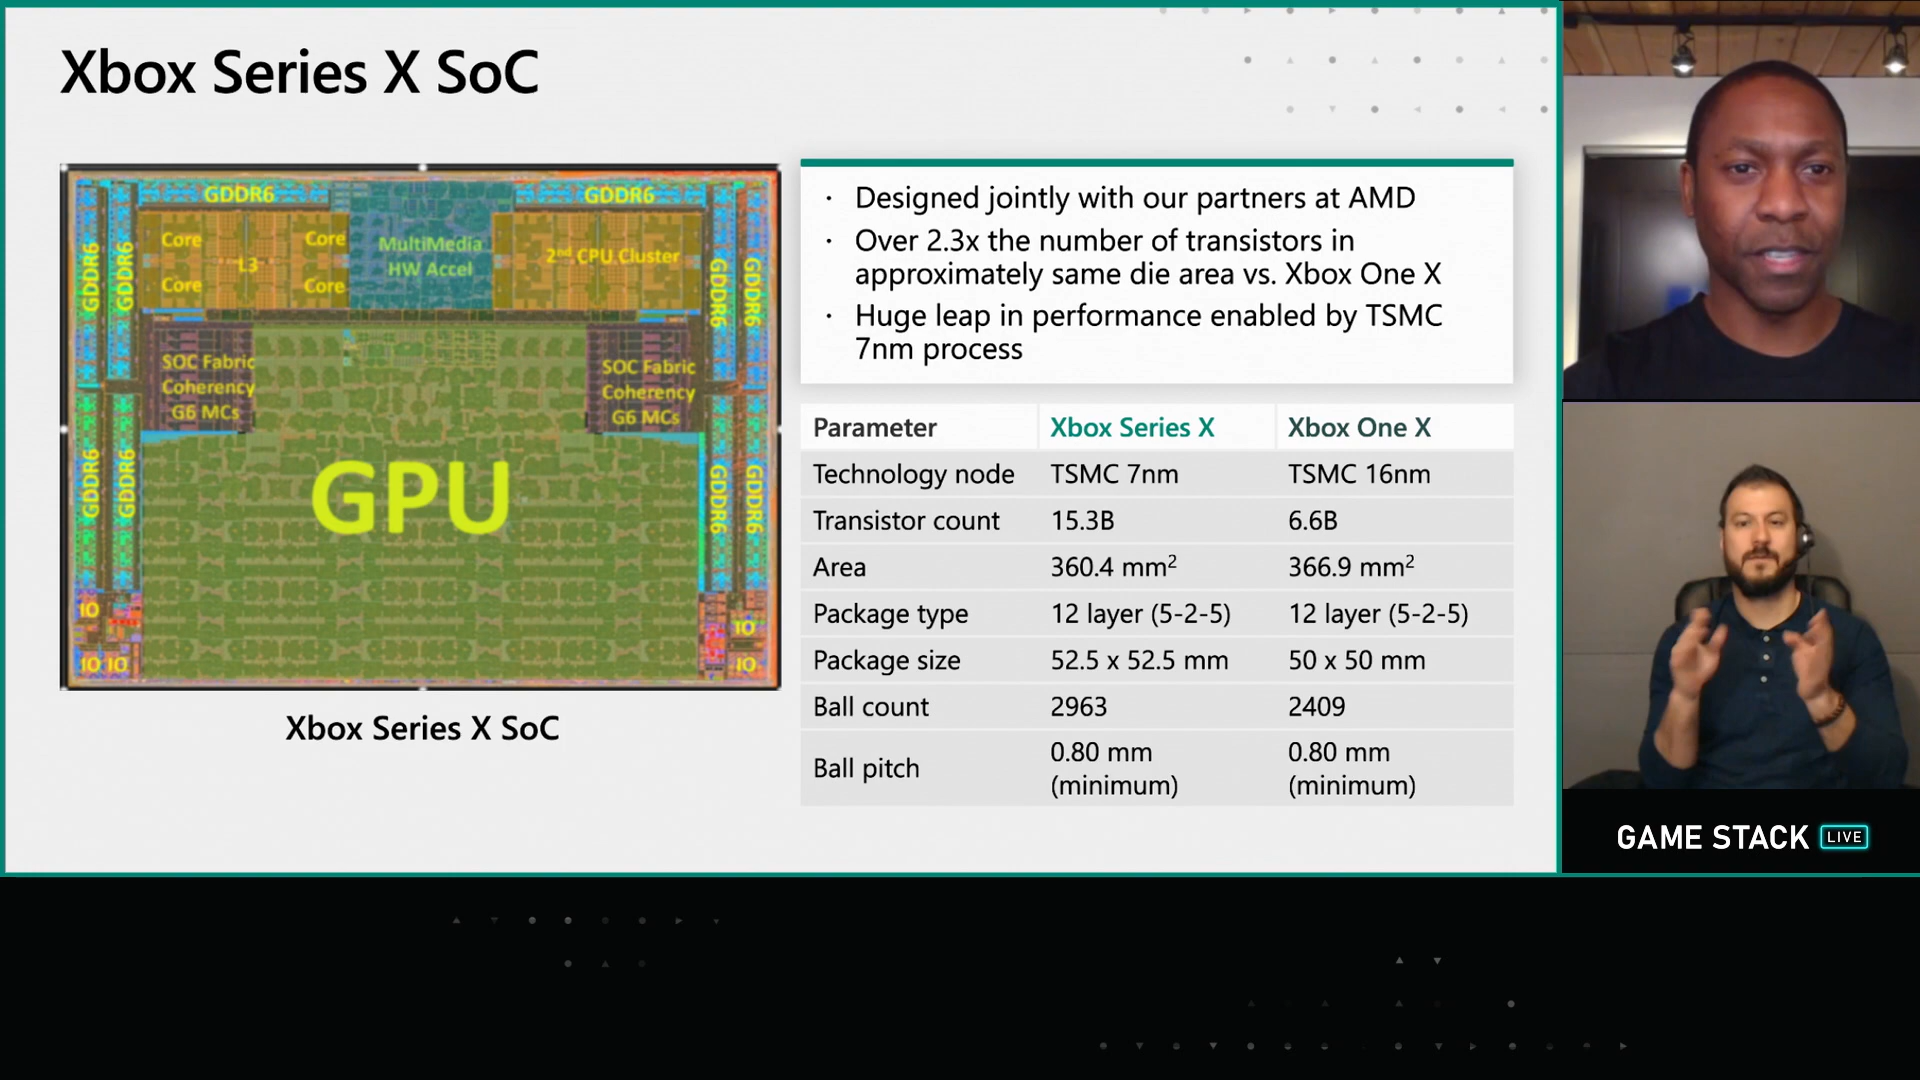 Xbox Series X SoC
GDDR6
GDDR6
GDDR6
GDDR6
GDDR6
GDDR6
Core
Core
L3
Core
Core
MultiMedia
HW Accel
2nd CPU Cluster
SOC Fabric
Coherency
G6 MCs
SOC Fabric
Coherency
G6 MCs
GPU
GDDR6
GDDR6
GDDR6
GDDR6
IO
IO IO
IO
IO
Xbox Series X SoC
· Designed jointly with our partners at AMD
· Over 2.3x the number of transistors in
approximately same die area vs. Xbox One X
· Huge leap in performance enabled by TSMC
7nm process
Parameter Xbox Series X Xbox One X
Technology node TSMC 7nm TSMC 16nm
Transistor count 15.3B 6.6B
Area 360.4 mm² 366.9 mm²
Package type 12 layer (5-2-5) 12 layer (5-2-5)
Package size 52.5 x 52.5 mm 50 x 50 mm
Ball count 2963 2409
Ball pitch 0.80 mm (minimum) 0.80 mm (minimum)
GAME STACK LIVE